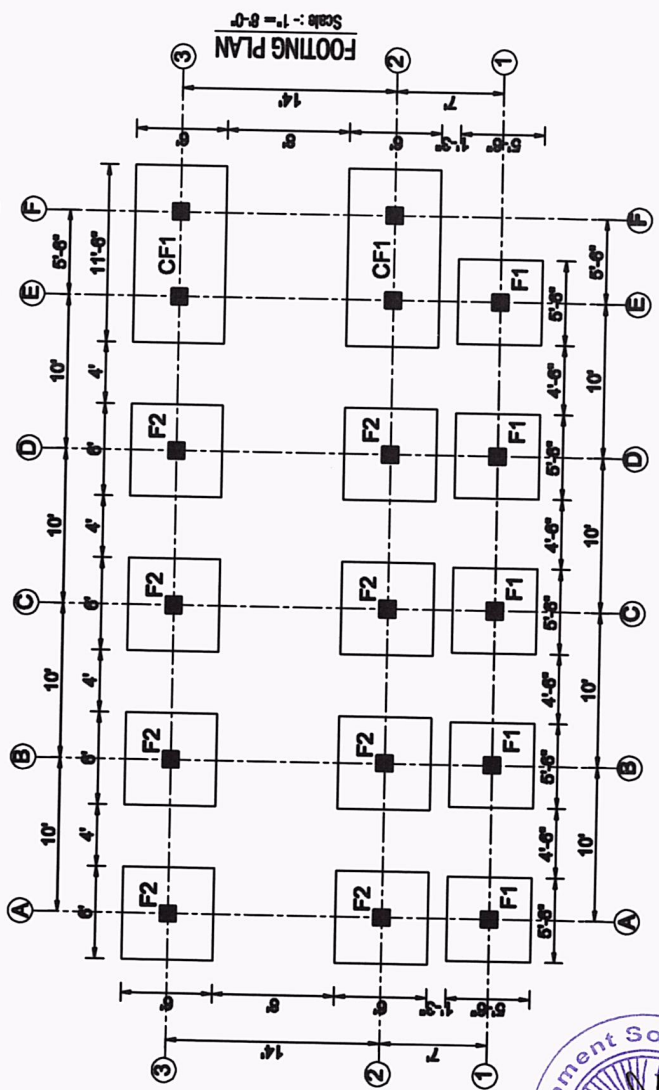 FOOTING PLAN
Scale :- 1" = 8'-0"
A B C D E F
10' 10' 10' 10' 5'-6"
6' 4' 6' 4' 6' 4' 6' 4' 11'-6"
3 F2 F2 F2 F2 CF1 3
6' 6'
14' 8' 8' 14'
2 F2 F2 F2 F2 CF1 2
6' 6'
7' 1'-3" 1'-3" 7'
1 F1 F1 F1 F1 F1 1
5'-6" 5'-6"
5'-6" 4'-6" 5'-6" 4'-6" 5'-6" 4'-6" 5'-6" 4'-6" 5'-6"
10' 10' 10' 10' 5'-6"
A B C D E F